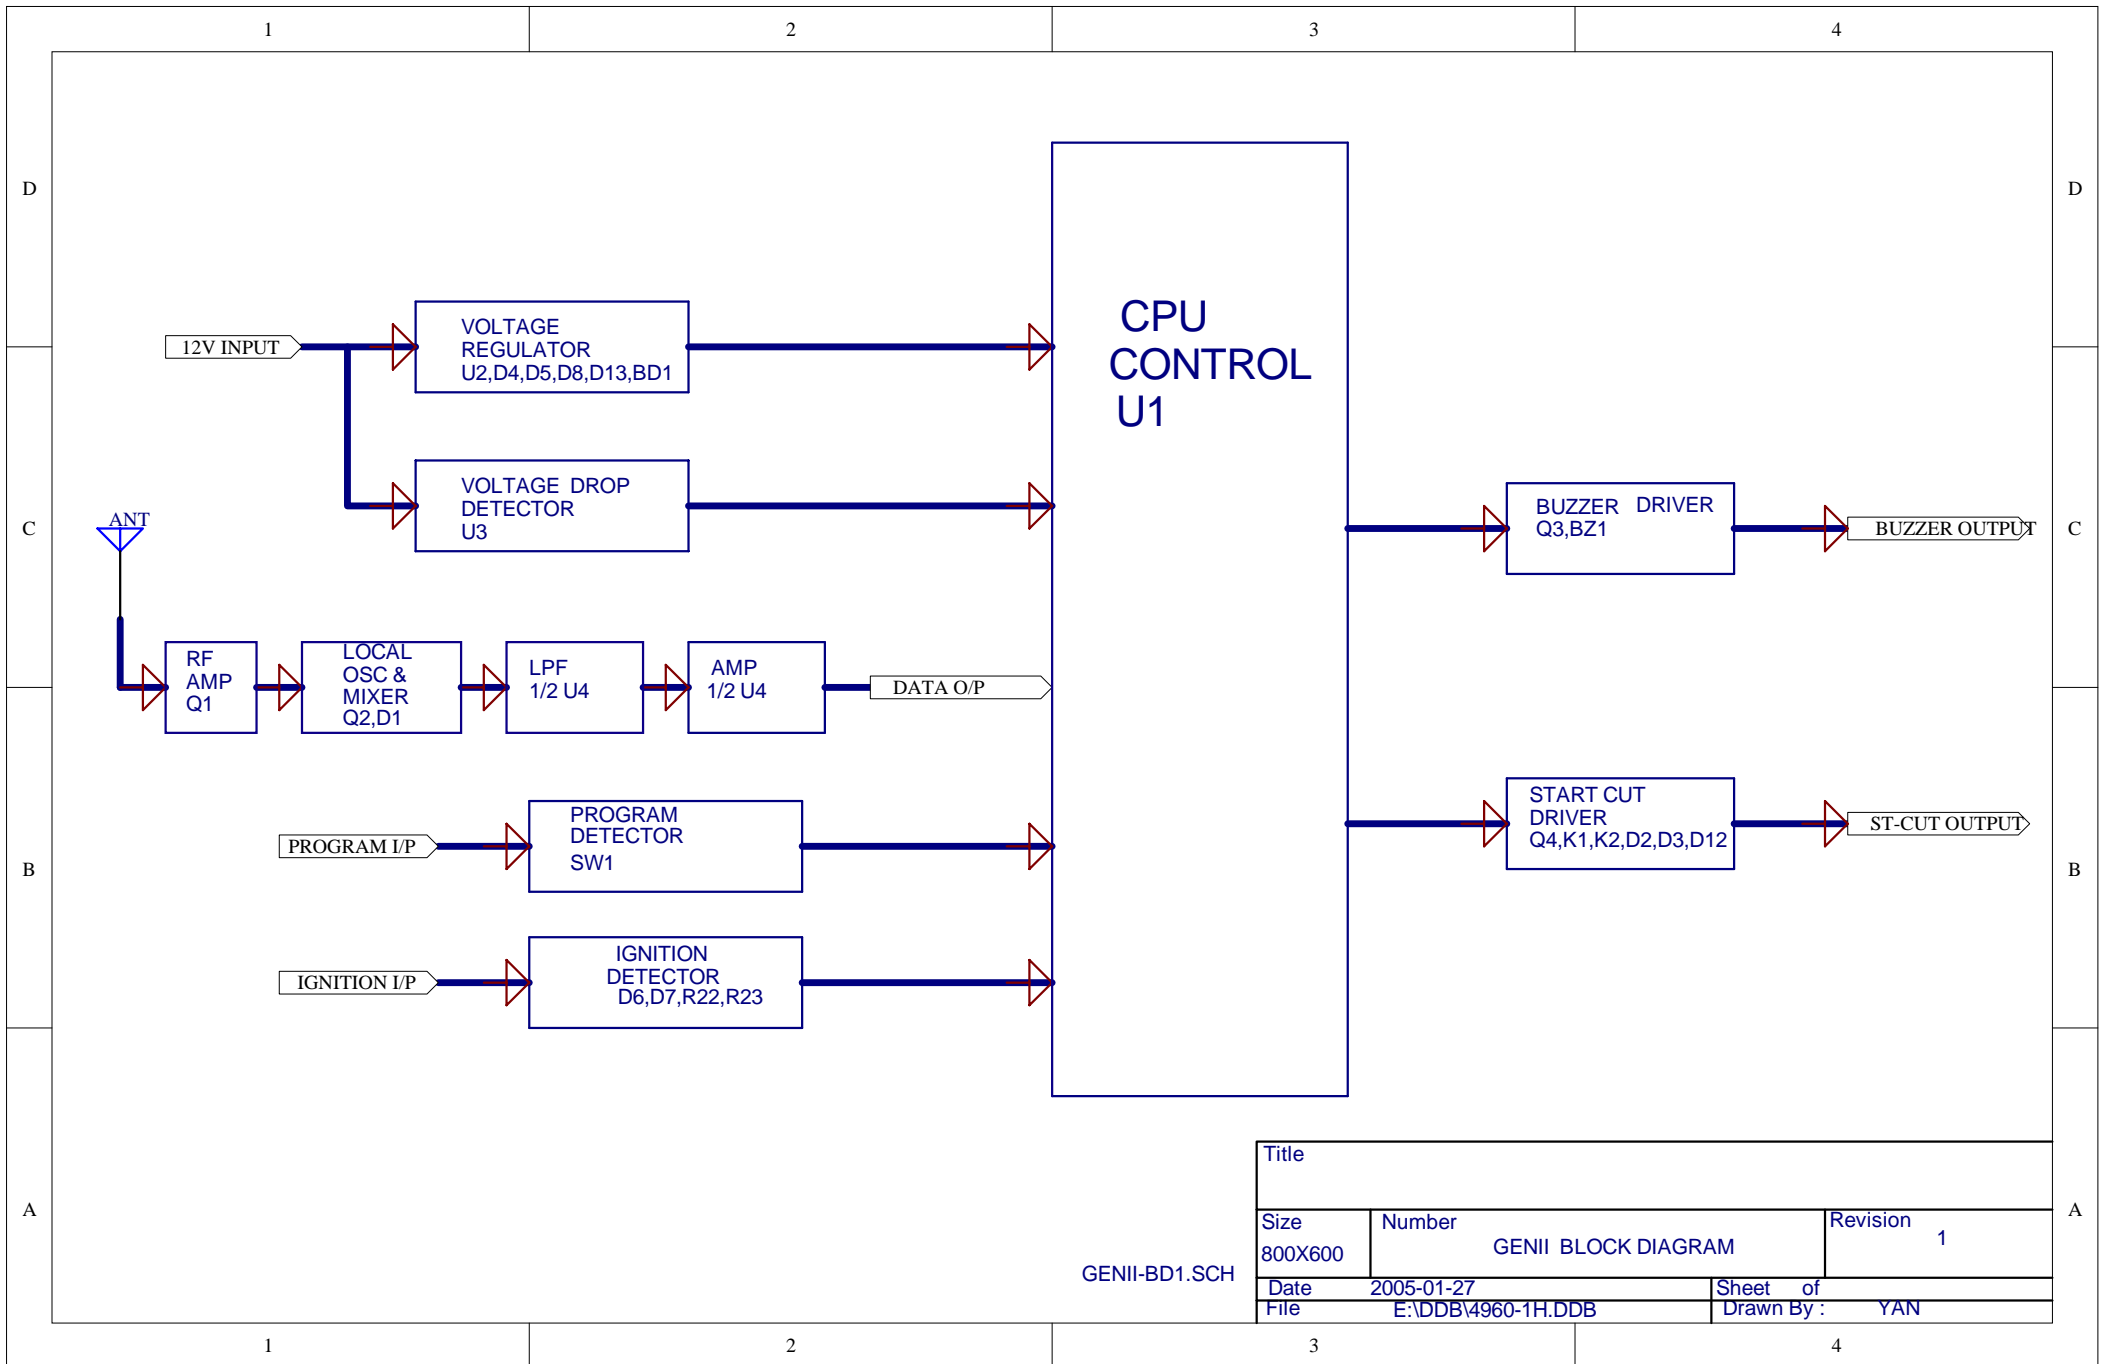 1 2 3 4
D D
CPU
CONTROL
U1
12V INPUT
VOLTAGE
REGULATOR
U2,D4,D5,D8,D13,BD1
VOLTAGE DROP
DETECTOR
U3
C C
ANT
BUZZER DRIVER
Q3,BZ1
BUZZER OUTPUT
RF
AMP
Q1
LOCAL
OSC &
MIXER
Q2,D1
LPF
1/2 U4
AMP
1/2 U4
DATA O/P
PROGRAM I/P
PROGRAM
DETECTOR
SW1
START CUT
DRIVER
Q4,K1,K2,D2,D3,D12
ST-CUT OUTPUT
B B
IGNITION I/P
IGNITION
DETECTOR
D6,D7,R22,R23
A A
GENII-BD1.SCH
Title
Size
800X600
Number
GENII BLOCK DIAGRAM
Revision
1
Date 2005-01-27
Sheet of
File E:\DDB\4960-1H.DDB
Drawn By : YAN
1 2 3 4